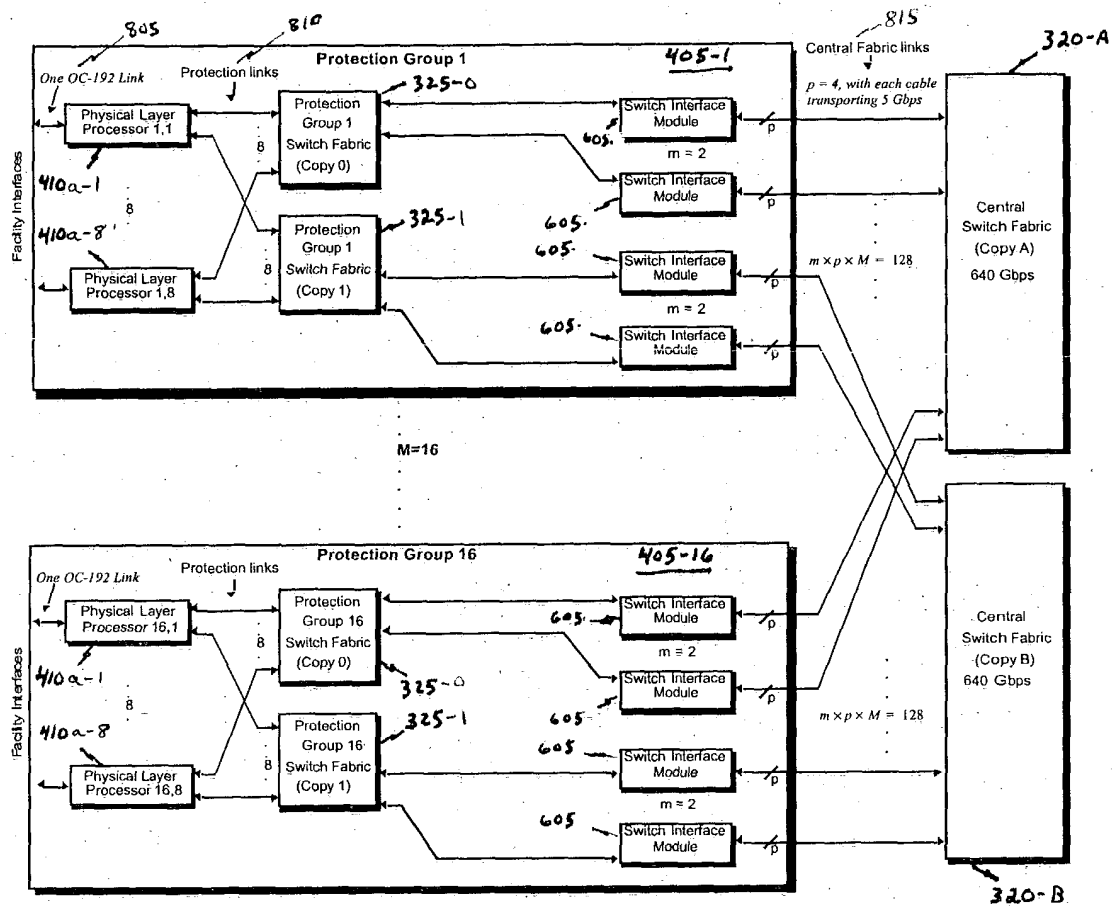 805
810
815
320-A
Protection Group 1
405-1
Central Fabric links
One OC-192 Link
Protection links
325-0
p = 4, with each cable
transporting 5 Gbps
Physical Layer
Processor 1,1
Protection
Group 1
Switch Fabric
(Copy 0)
8
Switch Interface
Module
p
605
m = 2
410a-1
Facility Interfaces
8
Switch Interface
Module
p
325-1
605
410a-8
Protection
Group 1
Switch Fabric
(Copy 1)
8
605
Switch Interface
Module
p
m × p × M = 128
Central
Switch Fabric
(Copy A)
640 Gbps
Physical Layer
Processor 1,8
m = 2
605
Switch Interface
Module
p
M=16
Protection Group 16
405-16
One OC-192 Link
Protection links
Physical Layer
Processor 16,1
Protection
Group 16
Switch Fabric
(Copy 0)
8
605
Switch Interface
Module
p
m = 2
Central
Switch Fabric
(Copy B)
640 Gbps
410a-1
325-0
Switch Interface
Module
p
Facility Interfaces
8
325-1
605
m × p × M = 128
410a-8
Protection
Group 16
Switch Fabric
(Copy 1)
8
605
Switch Interface
Module
p
Physical Layer
Processor 16,8
m = 2
605
Switch Interface
Module
p
320-B